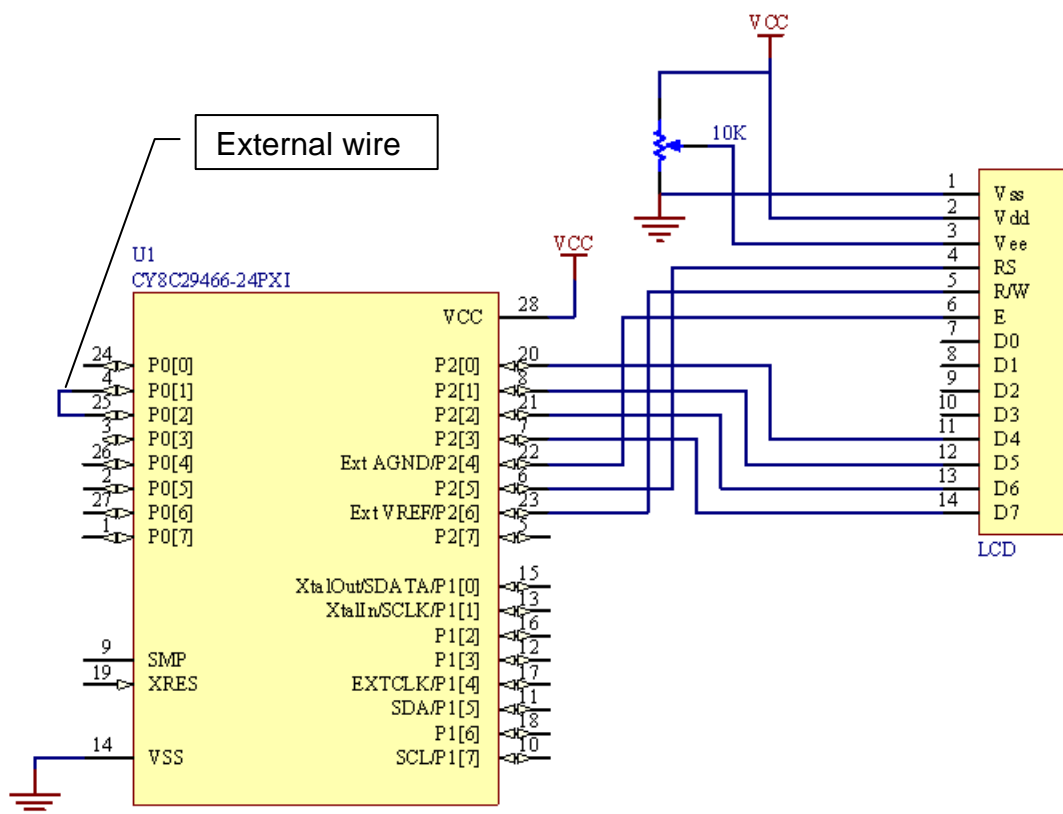 VCC
External wire
10K
1 Vss
2 Vdd
3 Vee
4 RS
5 R/W
6 E
7 D0
8 D1
9 D2
10 D3
11 D4
12 D5
13 D6
14 D7
LCD
VCC
U1
CY8C29466-24PXI
VCC 28
24 P0[0] P2[0] 20
4 P0[1] P2[1] 8
25 P0[2] P2[2] 21
3 P0[3] P2[3] 7
26 P0[4] Ext AGND/P2[4] 22
2 P0[5] P2[5] 6
27 P0[6] Ext VREF/P2[6] 23
1 P0[7] P2[7] 5
XtalOut/SDATA/P1[0] 15
XtalIn/SCLK/P1[1] 13
P1[2] 16
9 SMP P1[3] 12
19 XRES EXTCLK/P1[4] 17
SDA/P1[5] 11
P1[6] 18
14 VSS SCL/P1[7] 10